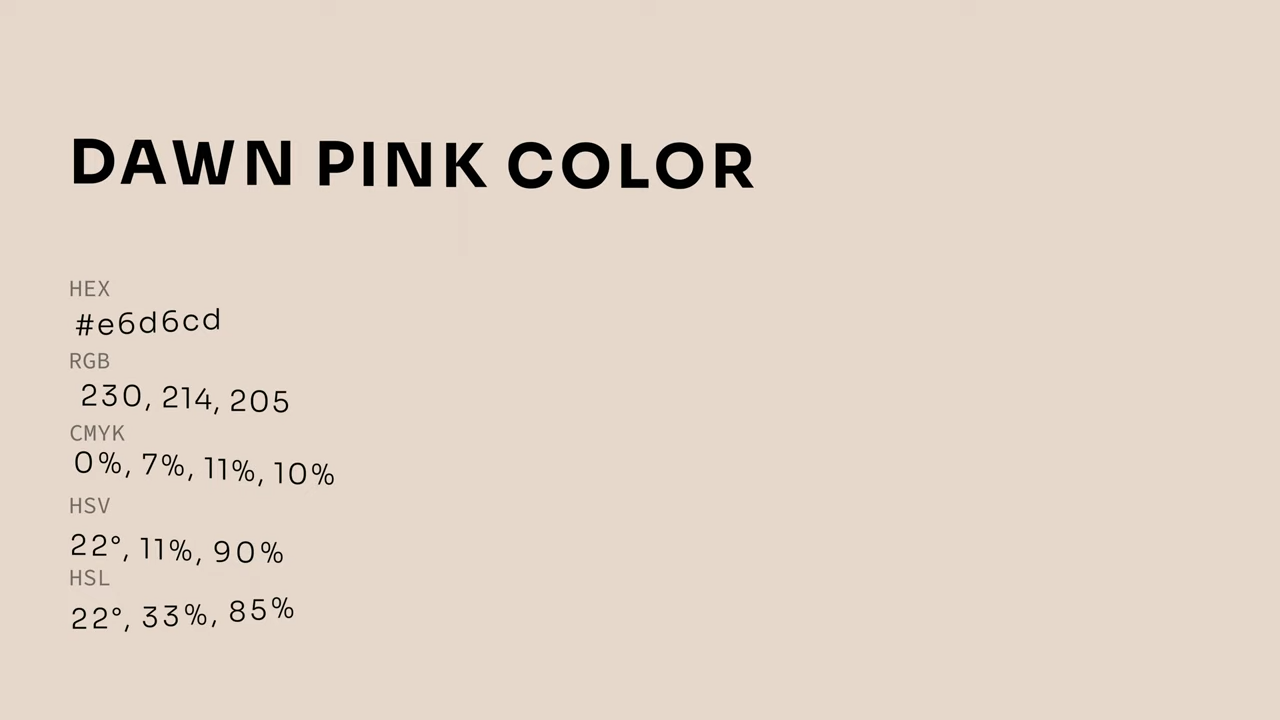 DAWN PINK COLOR
HEX
#e6d6cd
RGB
230, 214, 205
CMYK
0%, 7%, 11%, 10%
HSV
22°, 11%, 90%
HSL
22°, 33%, 85%